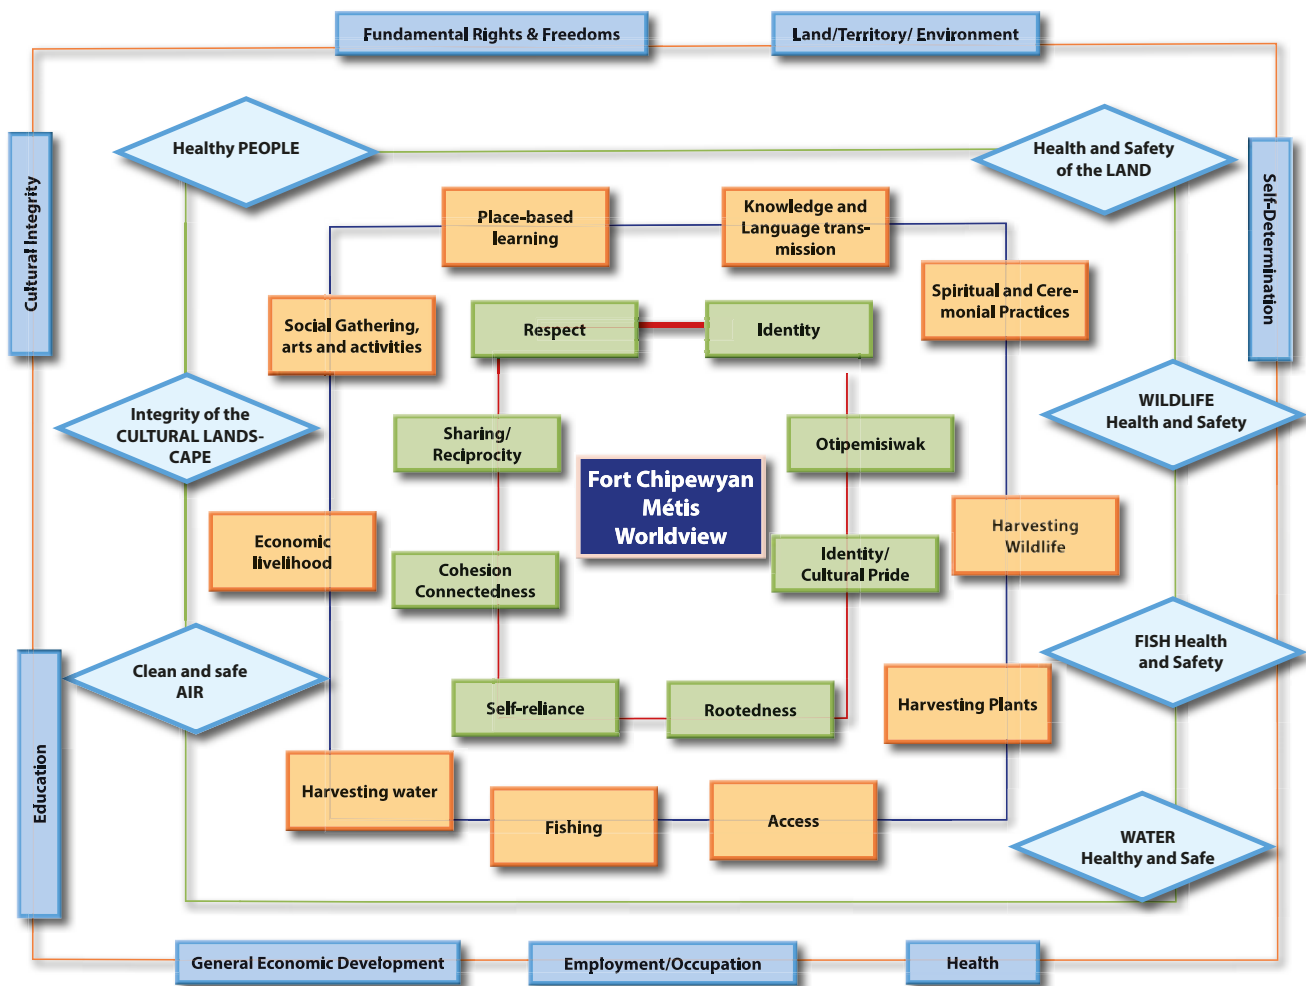 Fundamental Rights & Freedoms
Land/Territory/ Environment
Cultural Integrity
Self-Determination
Healthy PEOPLE
Health and Safety
of the LAND
Place-based
learning
Knowledge and
Language trans-
mission
Social Gathering,
arts and activities
Spiritual and Cere-
monial Practices
Respect
Identity
Integrity of the
CULTURAL LANDS-
CAPE
WILDLIFE
Health and Safety
Sharing/
Reciprocity
Otipemisiwak
Fort Chipewyan
Métis
Worldview
Economic
livelihood
Harvesting
Wildlife
Cohesion
Connectedness
Identity/
Cultural Pride
Clean and safe
AIR
FISH Health
and Safety
Self-reliance
Rootedness
Harvesting Plants
Education
Harvesting water
Fishing
Access
WATER
Healthy and Safe
General Economic Development
Employment/Occupation
Health